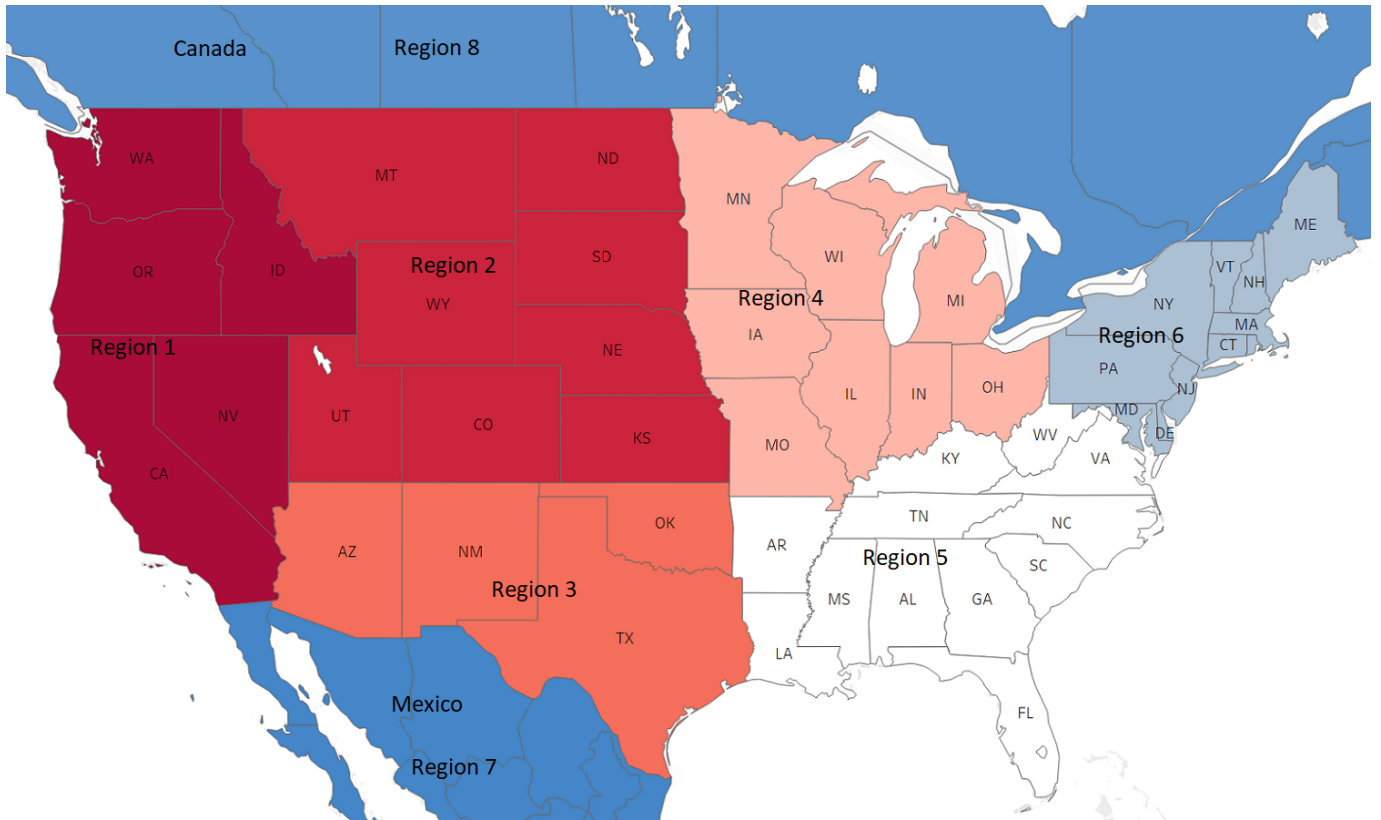 Canada
Region 8
WA
MT
ND
MN
ME
OR
ID
Region 2
SD
WI
VT
NH
WY
Region 4
MI
NY
MA
Region 1
NE
IA
Region 6
CT
PA
NV
UT
CO
KS
IL
IN
OH
NJ
MD
DE
CA
MO
KY
WV
VA
AZ
NM
OK
AR
TN
NC
Region 3
Region 5
SC
MS
AL
GA
TX
LA
Mexico
FL
Region 7